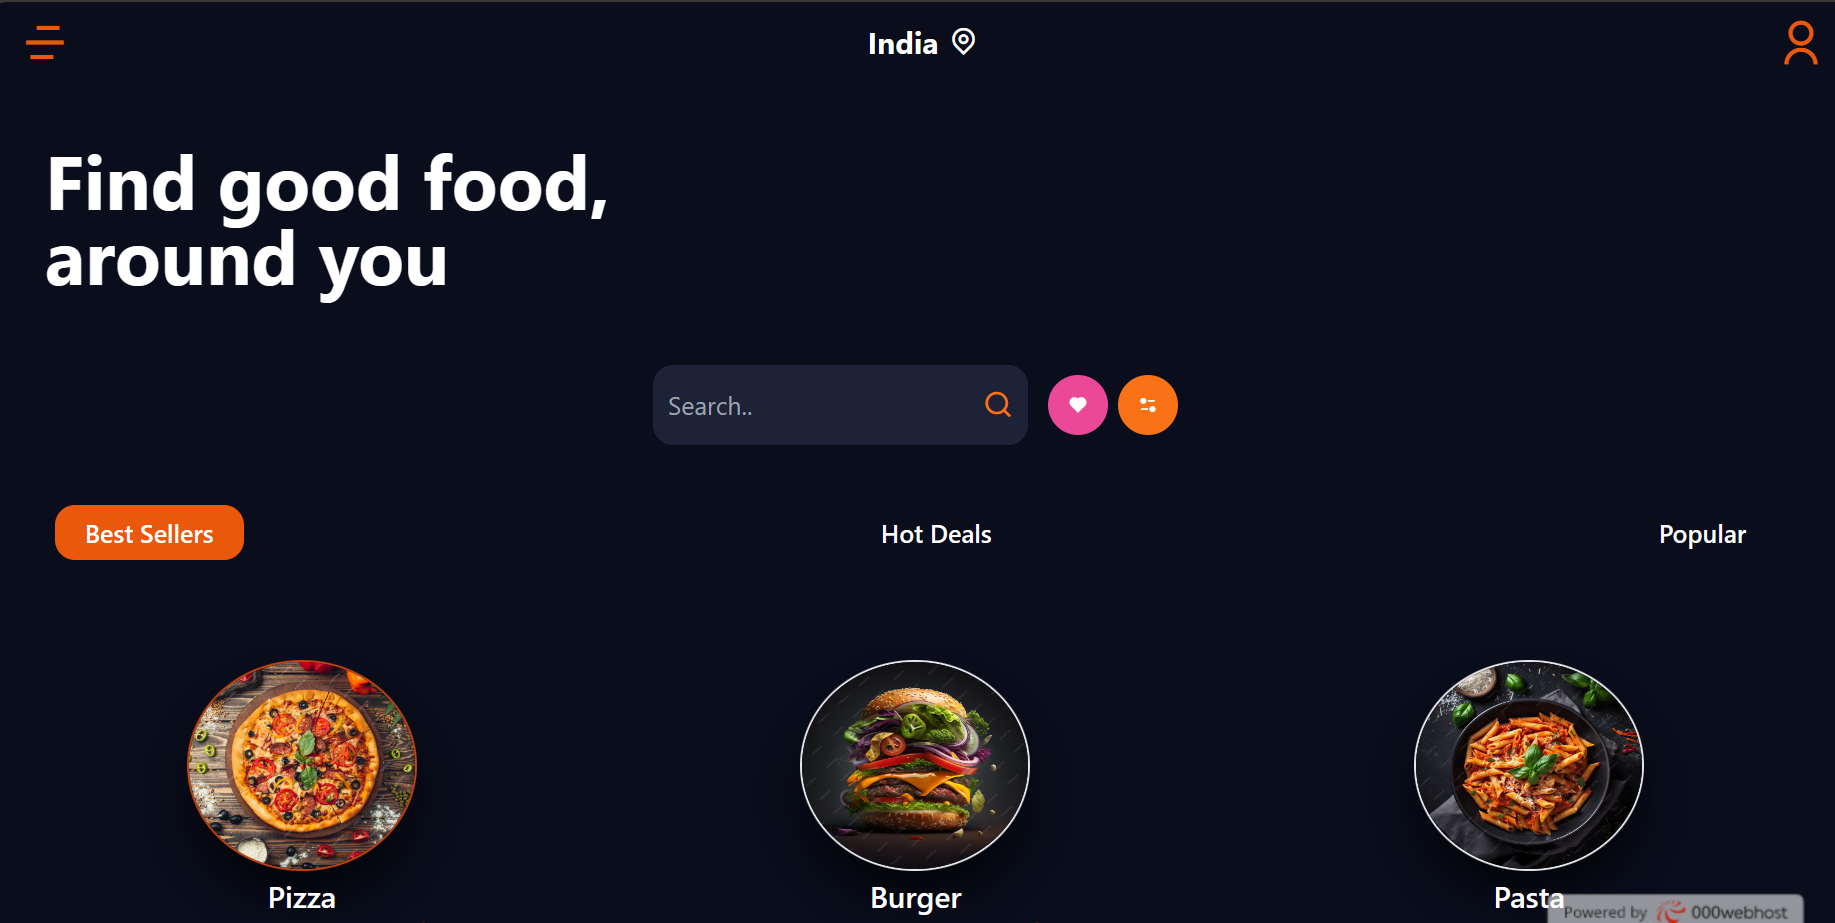 India
Find good food,
around you
Search..
Best Sellers
Hot Deals
Popular
Pizza
Burger
Pasta
Powered by 000webhost